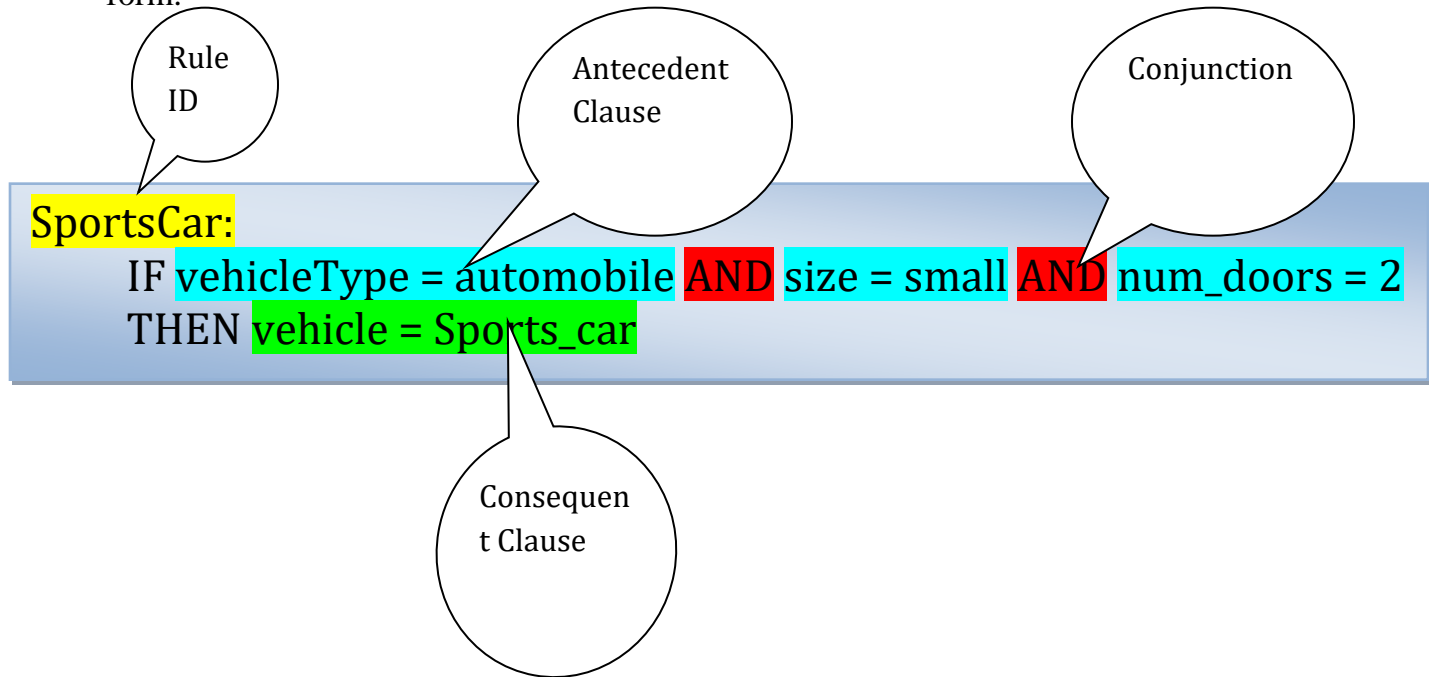 form:
Rule
ID
Antecedent
Clause
Conjunction
SportsCar:
IF vehicleType = automobile AND size = small AND num_doors = 2
THEN vehicle = Sports_car
Consequen
t Clause